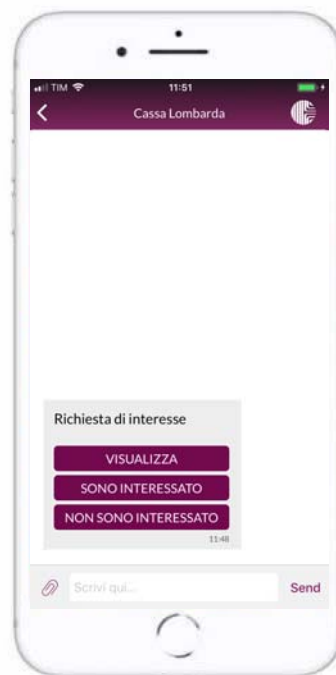 TIM
11:51
Cassa Lombarda
Richiesta di interesse
VISUALIZZA
SONO INTERESSATO
NON SONO INTERESSATO
11:48
Scrivi qui...
Send